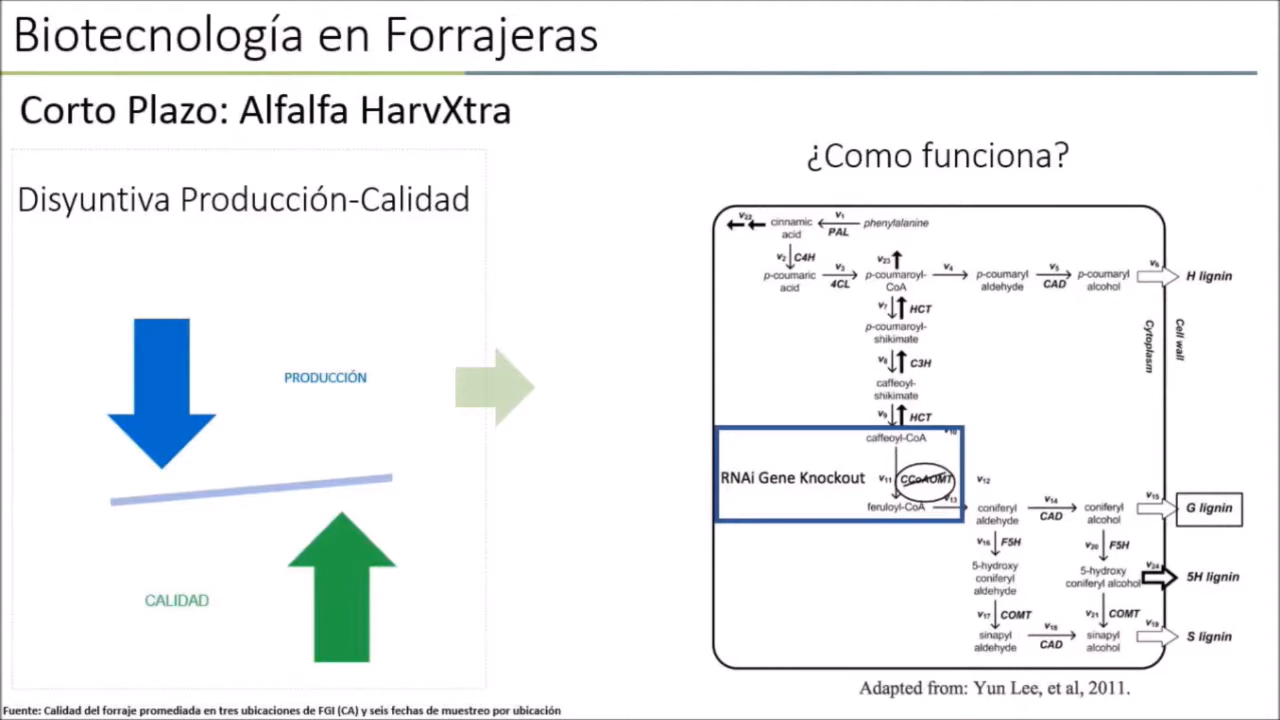 Biotecnología en Forrajeras
Corto Plazo: Alfalfa HarvXtra
Disyuntiva Producción-Calidad
PRODUCCIÓN
CALIDAD
¿Como funciona?
v22 cinnamic acid v1 PAL phenylalanine
v2 C4H v23
p-coumaric acid v3 4CL p-coumaroyl-CoA v4 p-coumaryl aldehyde v5 CAD p-coumaryl alcohol v6 H lignin
v7 HCT
p-coumaroyl-shikimate
Cytoplasm
Cell wall
v8 C3H
caffeoyl-shikimate
v9 HCT
v10
caffeoyl-CoA
RNAi Gene Knockout v11 CCoAOMT v12
v13
feruloyl-CoA coniferyl aldehyde v14 CAD coniferyl alcohol v15 G lignin
v16 F5H v20 F5H
5-hydroxy coniferyl aldehyde 5-hydroxy coniferyl alcohol v24 5H lignin
v17 COMT v21 COMT
sinapyl aldehyde v18 CAD sinapyl alcohol v19 S lignin
Adapted from: Yun Lee, et al, 2011.
Fuente: Calidad del forraje promediada en tres ubicaciones de FGI (CA) y seis fechas de muestreo por ubicación